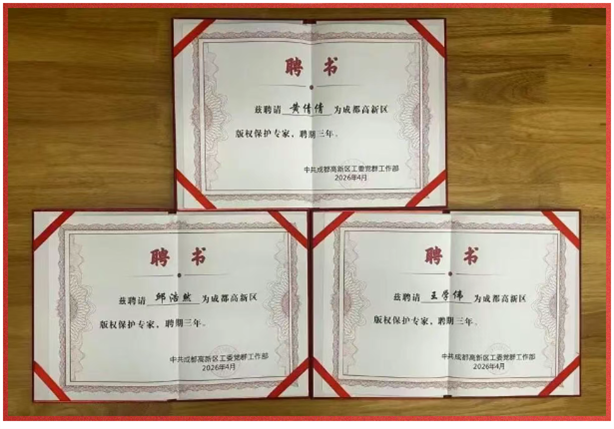 聘书
兹聘请 黄倩倩 为成都高新区
版权保护专家，聘期三年。
中共成都高新区工委党群工作部
2026年4月
聘书
兹聘请 邱浩然 为成都高新区
版权保护专家，聘期三年。
中共成都高新区工委党群工作部
2026年4月
聘书
兹聘请 王学伟 为成都高新区
版权保护专家，聘期三年。
中共成都高新区工委党群工作部
2026年4月